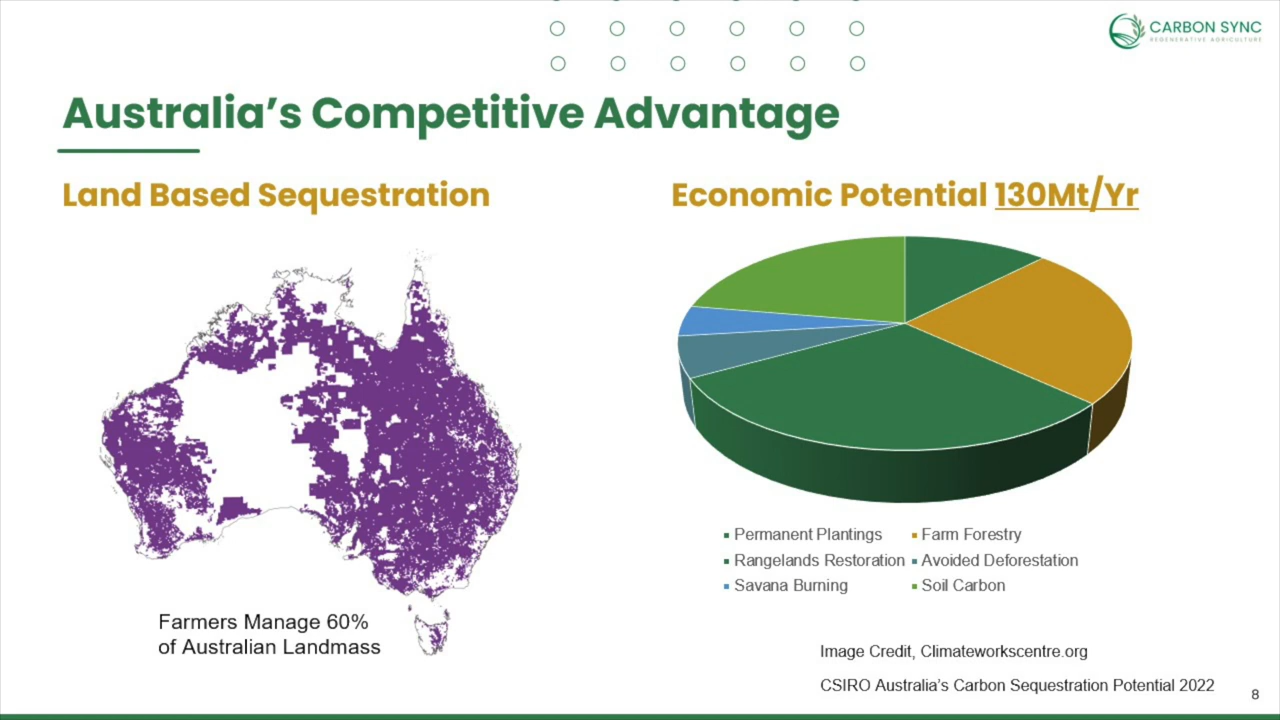 CARBON SYNC
REGENERATIVE AGRICULTURE
Australia's Competitive Advantage
Land Based Sequestration
Economic Potential 130Mt/Yr
Permanent Plantings
Farm Forestry
Rangelands Restoration
Avoided Deforestation
Savana Burning
Soil Carbon
Farmers Manage 60%
of Australian Landmass
Image Credit, Climateworkscentre.org
CSIRO Australia's Carbon Sequestration Potential 2022
8